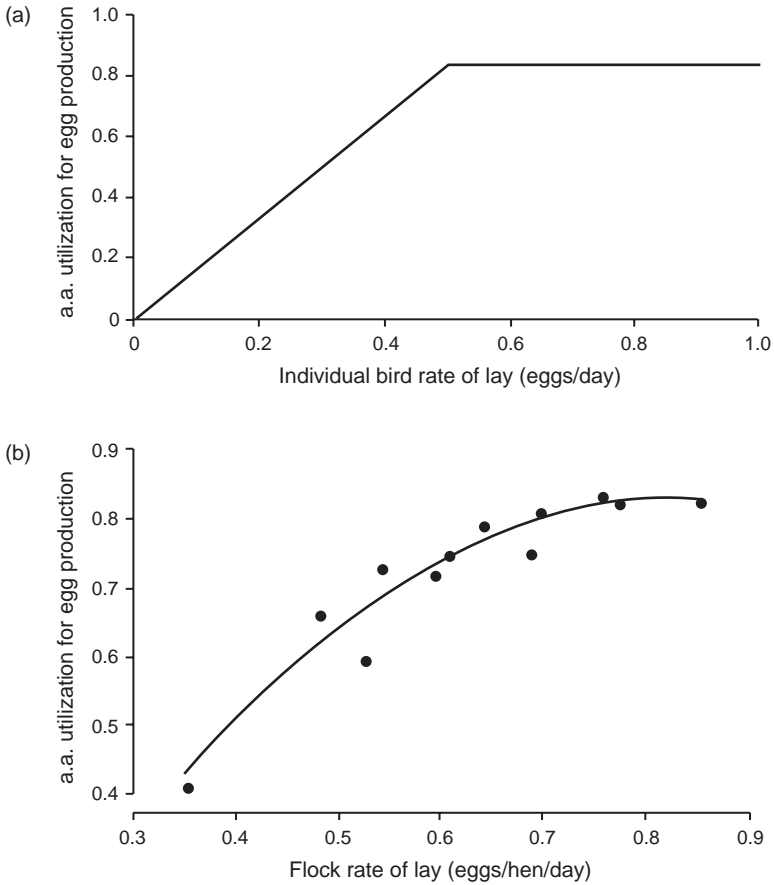 (a)
a.a. utilization for egg production
1.0
0.8
0.6
0.4
0.2
0
0 0.2 0.4 0.6 0.8 1.0
Individual bird rate of lay (eggs/day)
(b)
a.a. utilization for egg production
0.9
0.8
0.7
0.6
0.5
0.4
0.3 0.4 0.5 0.6 0.7 0.8 0.9
Flock rate of lay (eggs/hen/day)